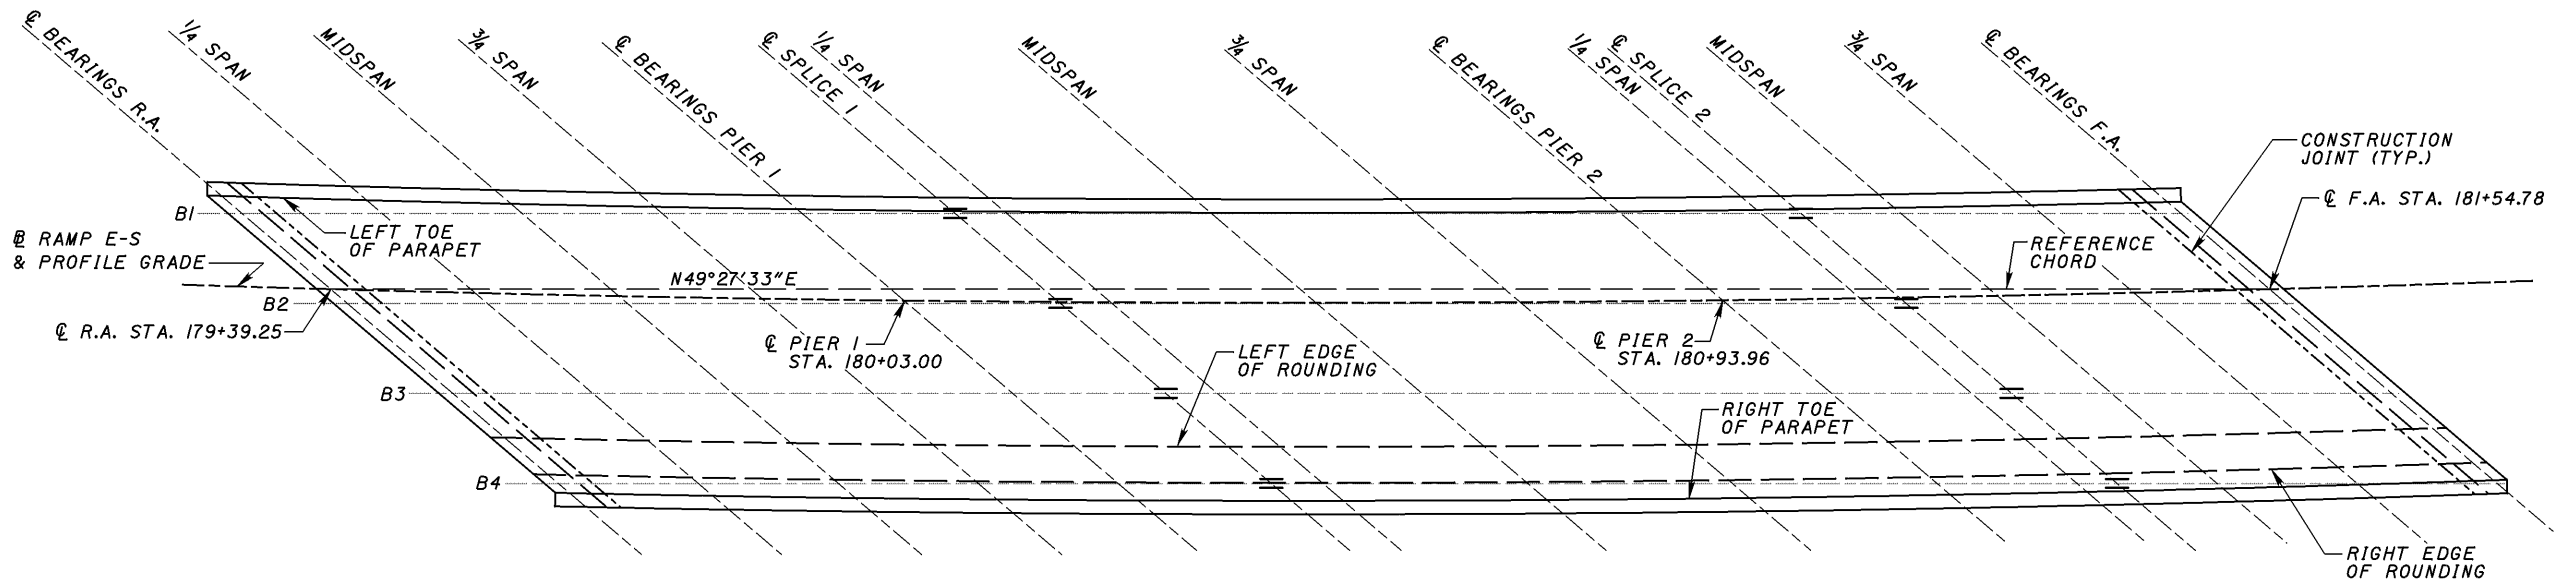 ℄ BEARINGS R.A.
1/4 SPAN
MIDSPAN
3/4 SPAN
℄ BEARINGS PIER 1
℄ SPLICE 1
1/4 SPAN
MIDSPAN
3/4 SPAN
℄ BEARINGS PIER 2
1/4 SPAN
℄ SPLICE 2
MIDSPAN
3/4 SPAN
℄ BEARINGS F.A.
CONSTRUCTION
JOINT (TYP.)
℄ F.A. STA. 181+54.78
B1
LEFT TOE
OF PARAPET
RAMP E-S
& PROFILE GRADE
REFERENCE
CHORD
N49°27'33"E
B2
℄ R.A. STA. 179+39.25
℄ PIER 1
STA. 180+03.00
℄ PIER 2
STA. 180+93.96
LEFT EDGE
OF ROUNDING
B3
RIGHT TOE
OF PARAPET
B4
RIGHT EDGE
OF ROUNDING